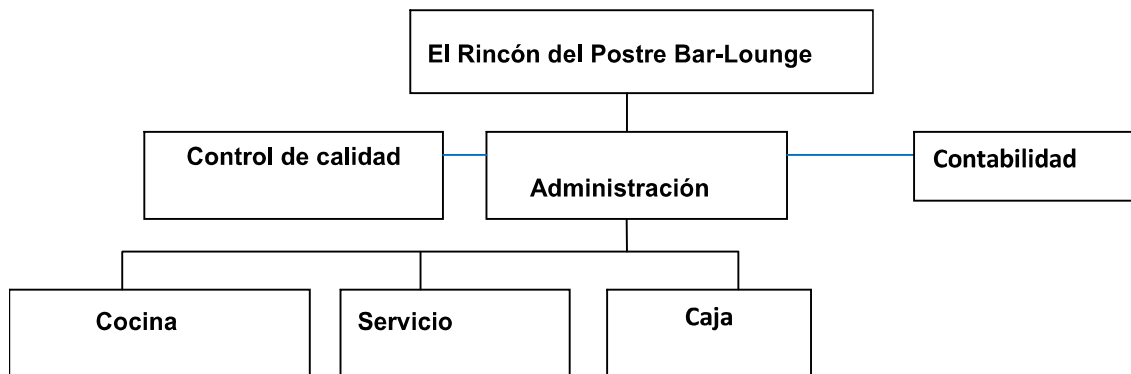 El Rincón del Postre Bar-Lounge
Control de calidad
Administración
Contabilidad
Cocina
Servicio
Caja